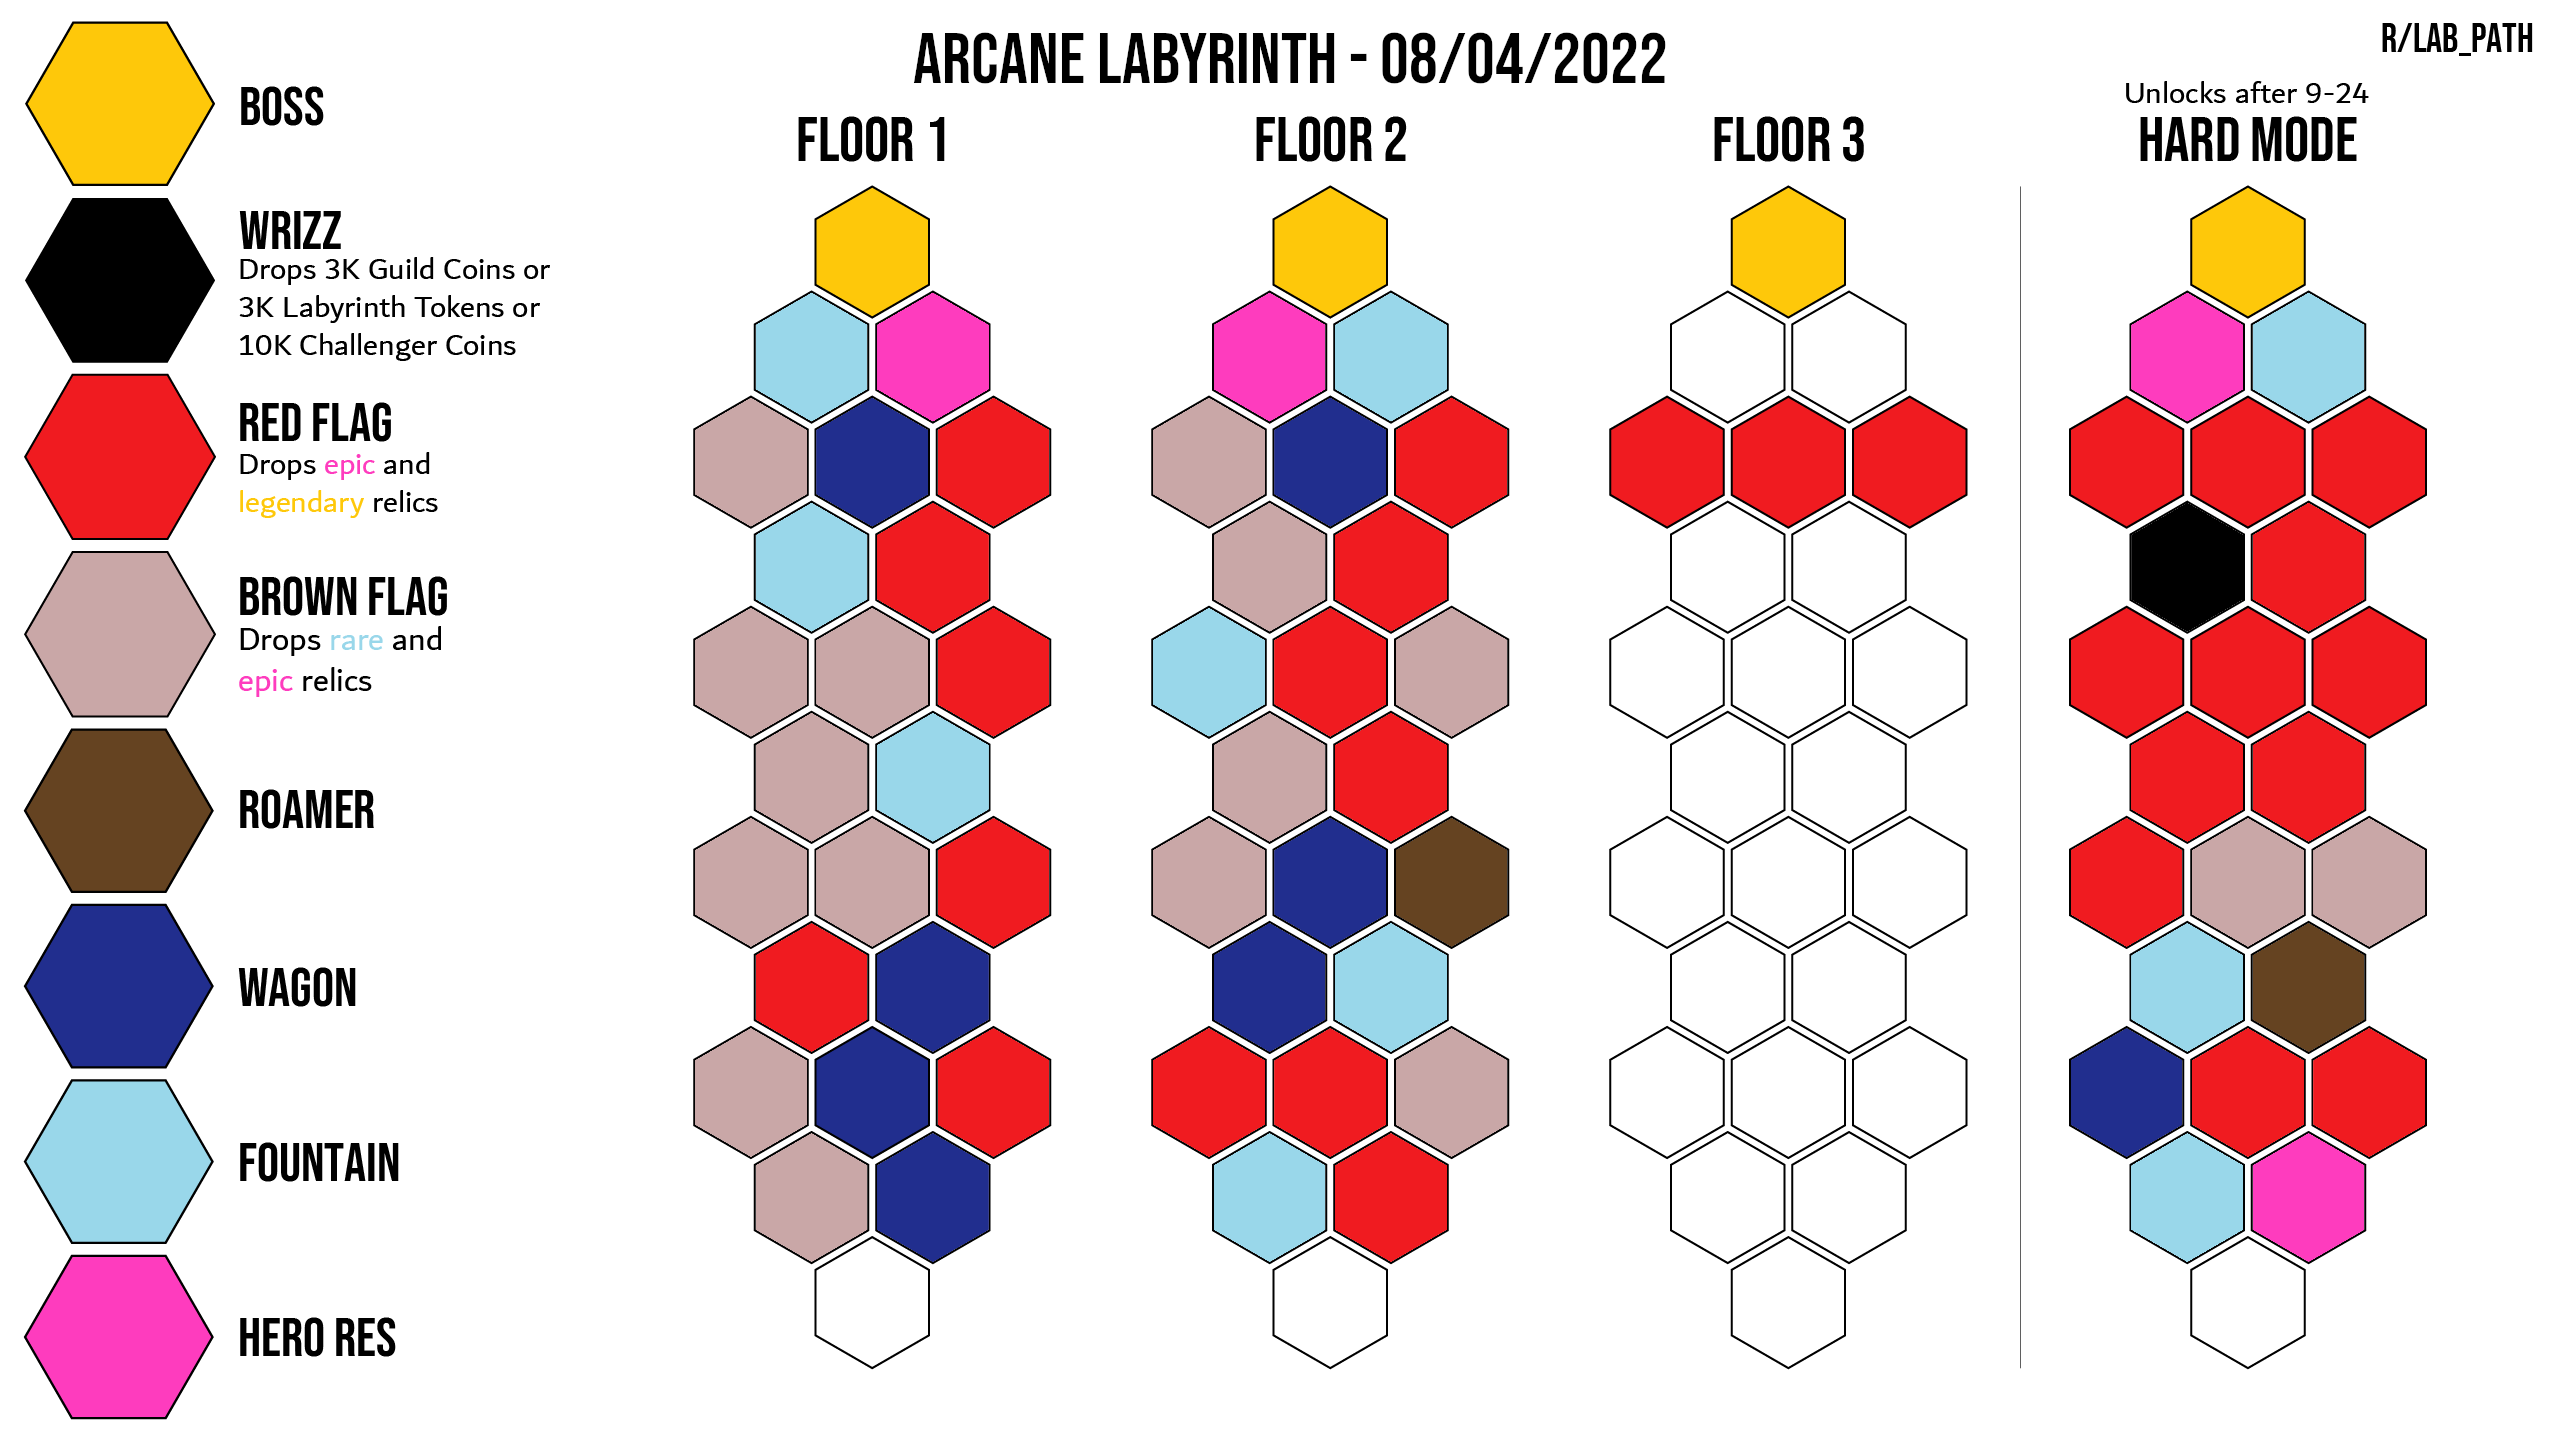 ARCANE LABYRINTH - 08/04/2022
R/LAB_PATH
BOSS
WRIZZ
Drops 3K Guild Coins or
3K Labyrinth Tokens or
10K Challenger Coins
RED FLAG
Drops epic and
legendary relics
BROWN FLAG
Drops rare and
epic relics
ROAMER
WAGON
FOUNTAIN
HERO RES
FLOOR 1
FLOOR 2
FLOOR 3
Unlocks after 9-24
HARD MODE